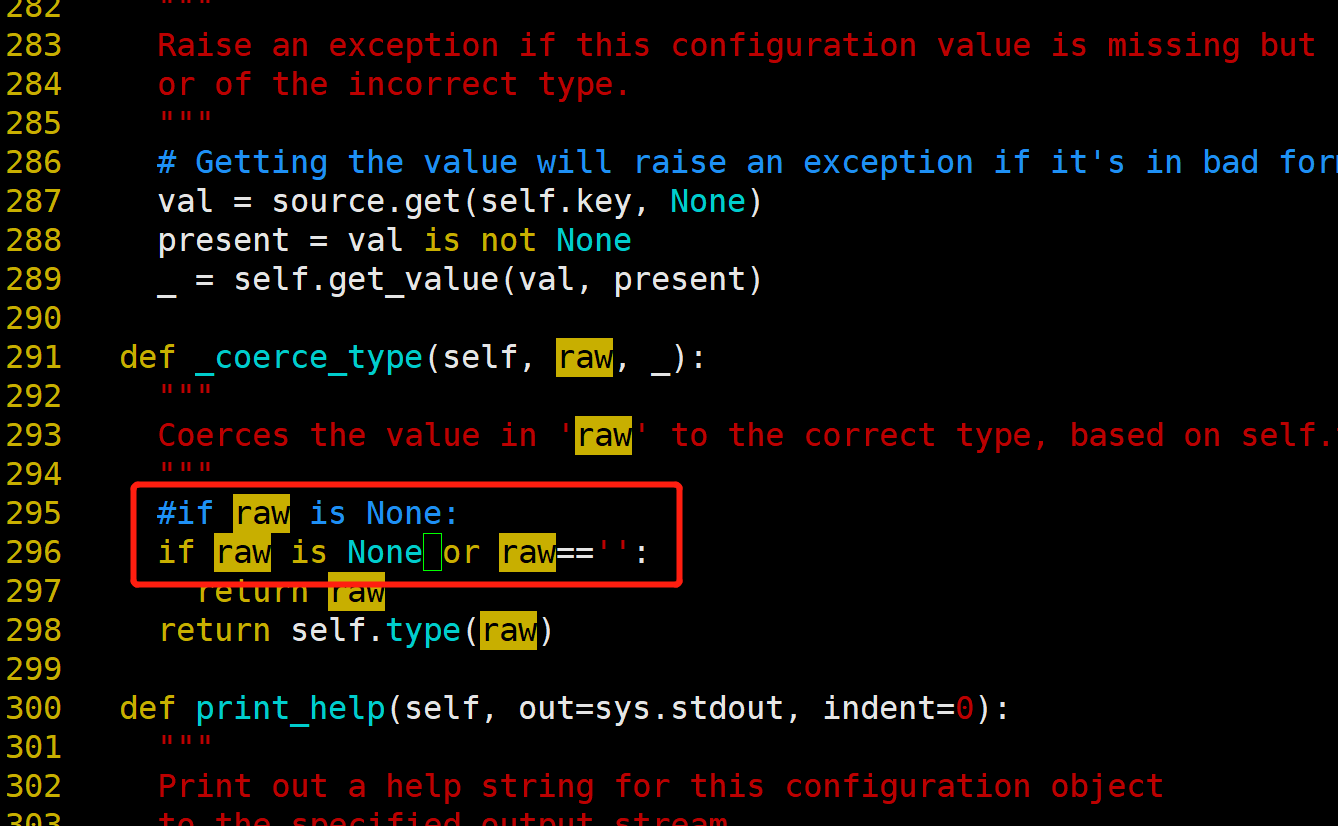 282 """
283 Raise an exception if this configuration value is missing but
284 or of the incorrect type.
285 """
286 # Getting the value will raise an exception if it's in bad for
287 val = source.get(self.key, None)
288 present = val is not None
289 _ = self.get_value(val, present)
290
291 def _coerce_type(self, raw, _):
292 """
293 Coerces the value in 'raw' to the correct type, based on self.
294 """
295 #if raw is None:
296 if raw is None or raw=='':
297 return raw
298 return self.type(raw)
299
300 def print_help(self, out=sys.stdout, indent=0):
301 """
302 Print out a help string for this configuration object
303 to the specified output stream